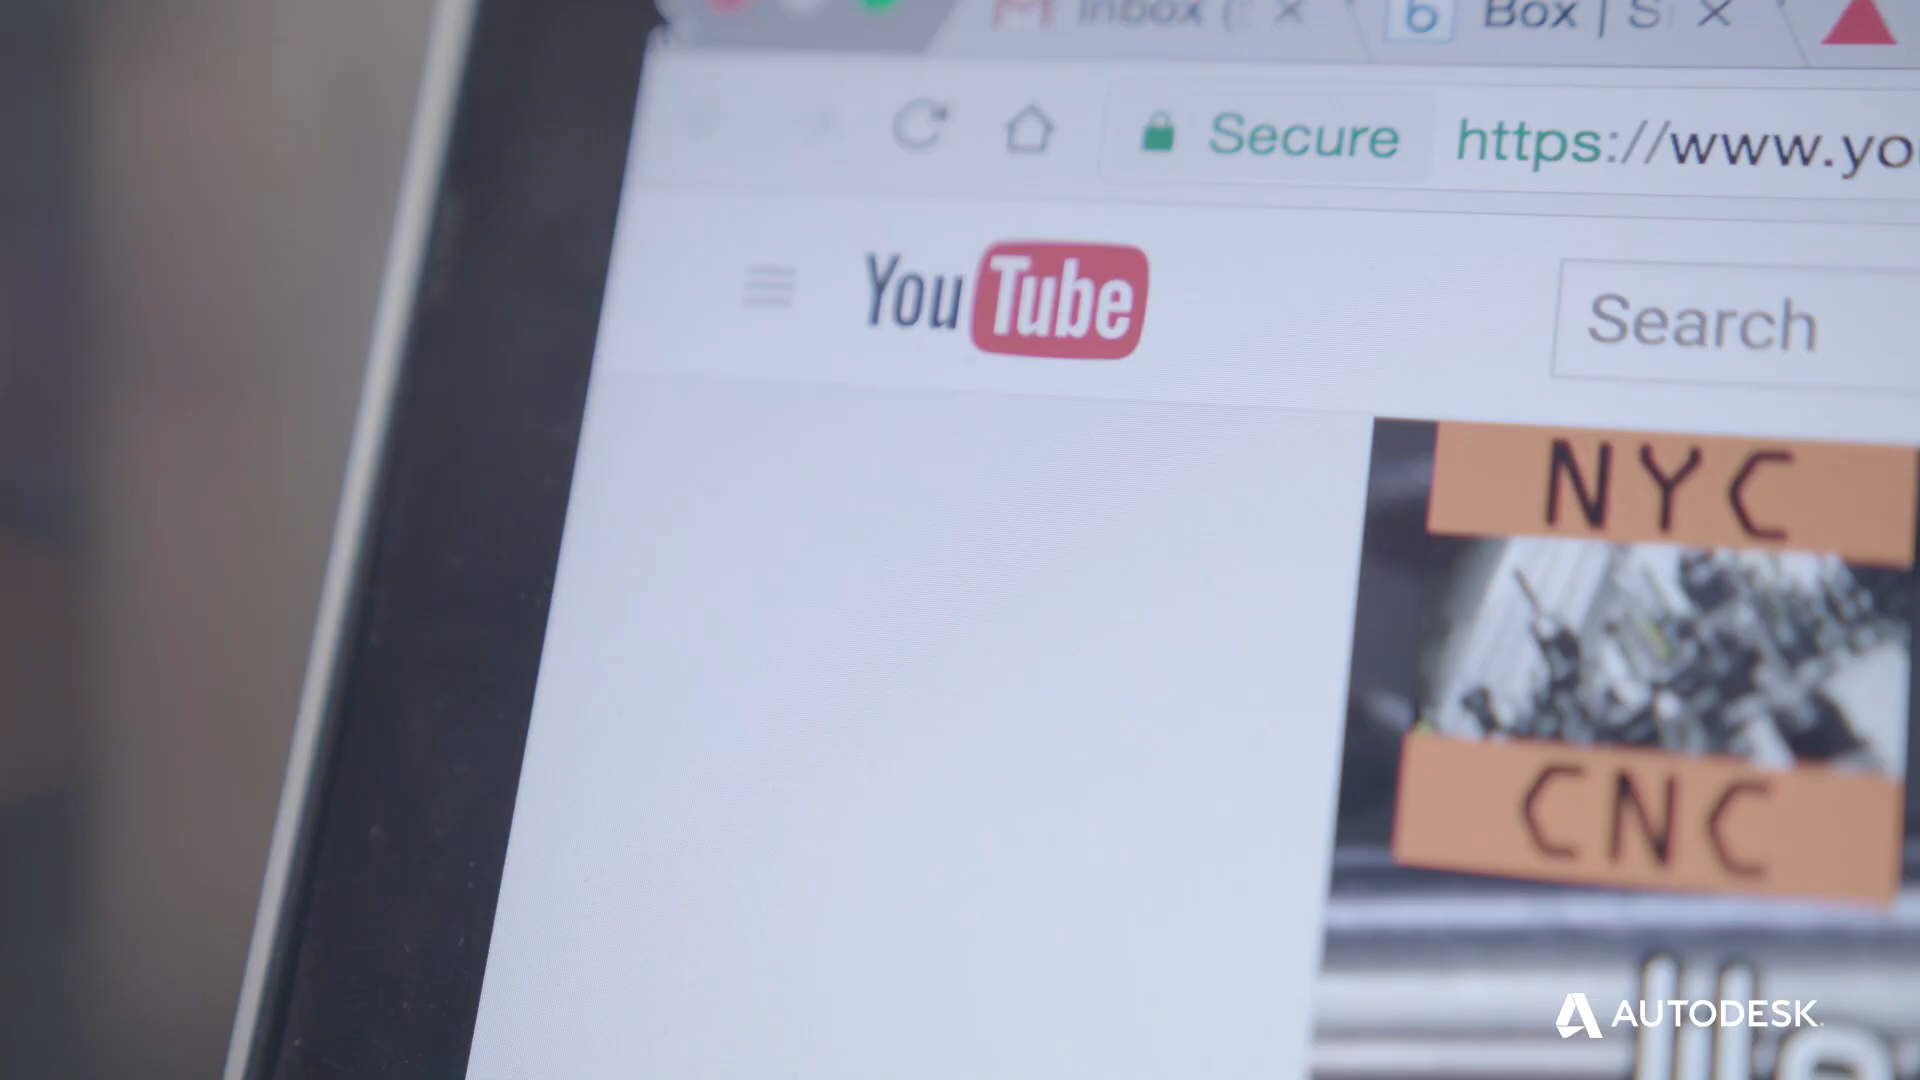 Inbox (
Box | S
Secure https://www.yo
YouTube
Search
NYC
CNC
AUTODESK